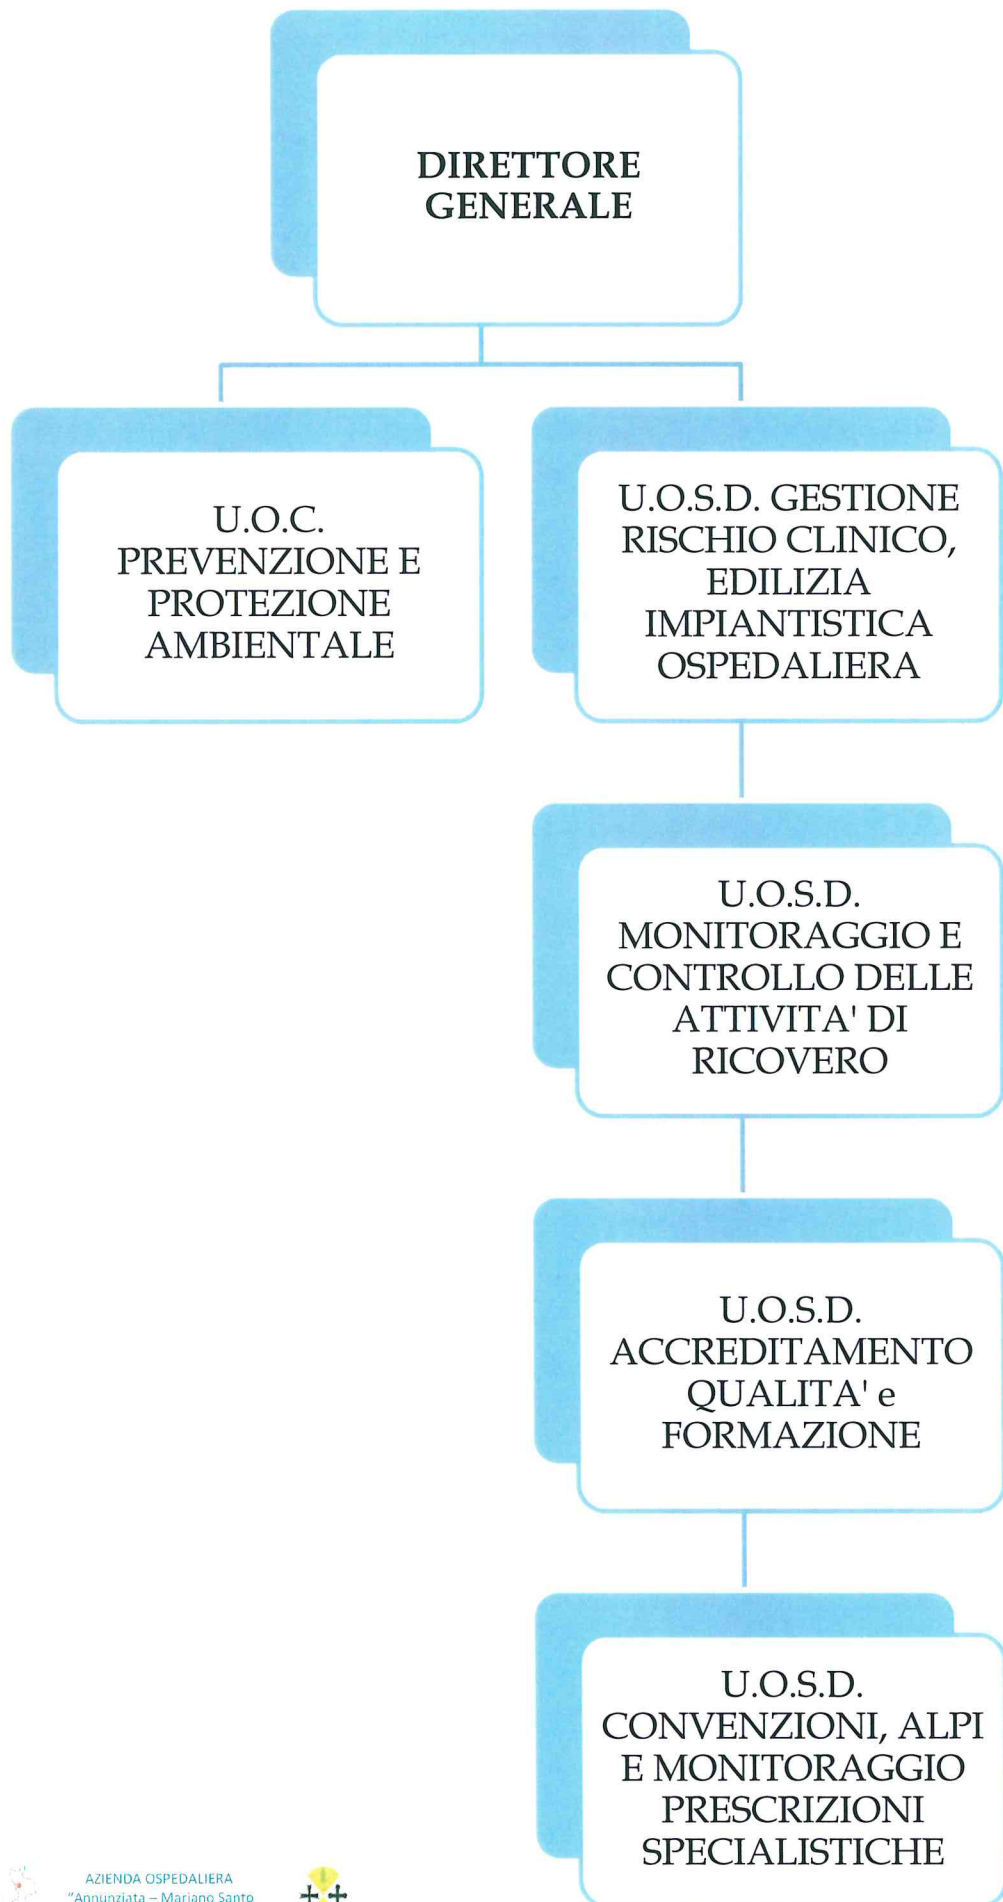 DIRETTORE
GENERALE
U.O.C.
PREVENZIONE E
PROTEZIONE
AMBIENTALE
U.O.S.D. GESTIONE
RISCHIO CLINICO,
EDILIZIA
IMPIANTISTICA
OSPEDALIERA
U.O.S.D.
MONITORAGGIO E
CONTROLLO DELLE
ATTIVITA' DI
RICOVERO
U.O.S.D.
ACCREDITAMENTO
QUALITA' e
FORMAZIONE
U.O.S.D.
CONVENZIONI, ALPI
E MONITORAGGIO
PRESCRIZIONI
SPECIALISTICHE
AZIENDA OSPEDALIERA
"Annunziata – Mariano Santo